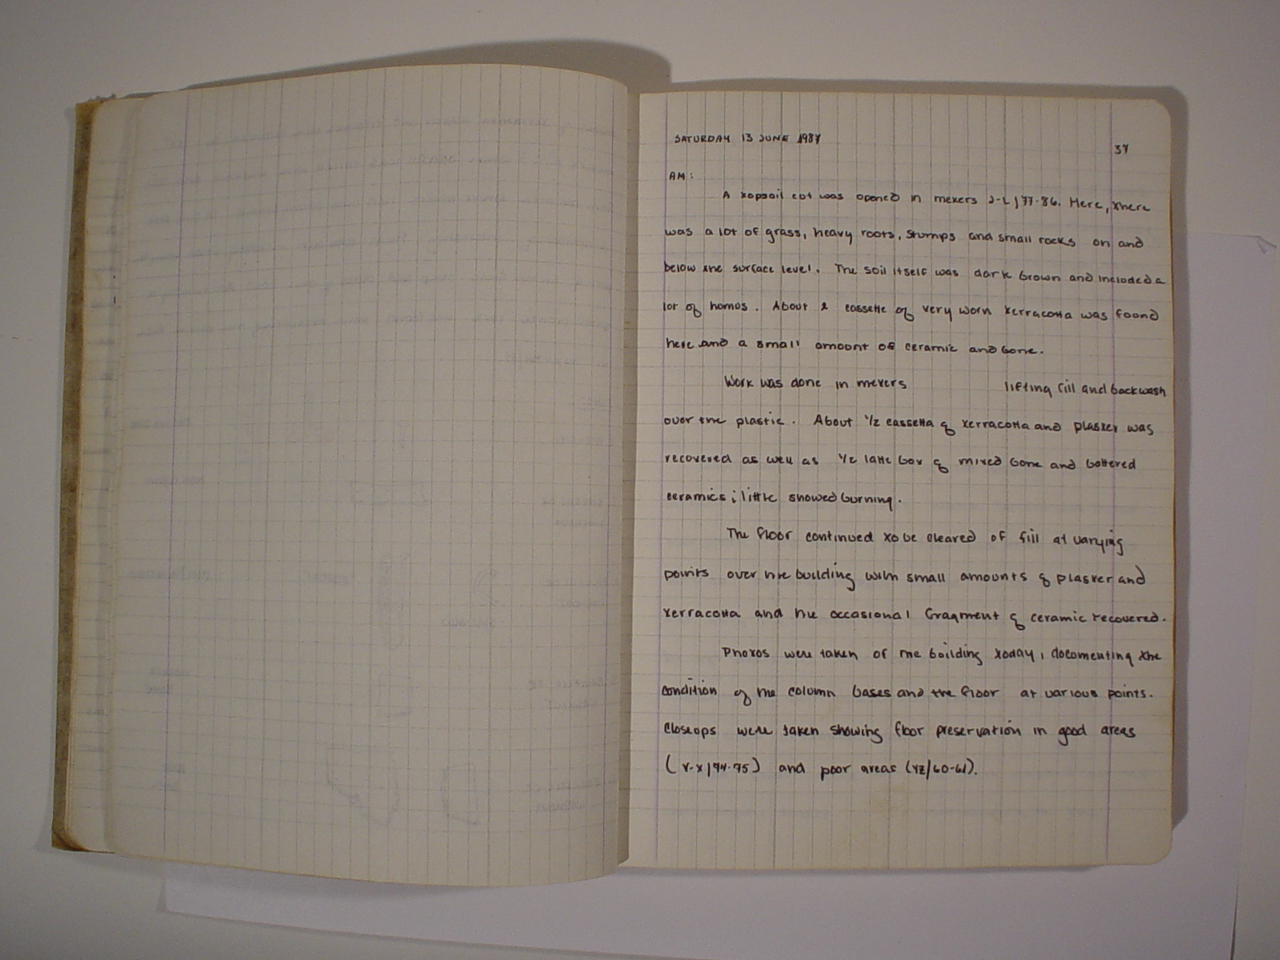 SATURDAY 13 JUNE 1987
37
AM:
A topsoil cut was opened in meters J-L/77-86. Here, there
was a lot of grass, heavy roots, stumps and small rocks on and
below the surface level. The soil itself was dark brown and included a
lot of homos. About 2 cassette of very worn terracotta was found
here and a small amount of ceramic and bone.
Work was done in meters lifting fill and backwash
over the plastic. About 1/2 cassetta of terracotta and plaster was
recovered as well as 1/2 latte box of mixed bone and battered
ceramics; little showed burning.
The floor continued to be cleared of fill at varying
points over the building with small amounts of plaster and
terracotta and the occasional fragment of ceramic recovered.
Photos were taken of the building today, documenting the
condition of the column bases and the floor at various points.
Closeups were taken showing floor preservation in good areas
( /74-75) and poor areas (YZ/60-61).